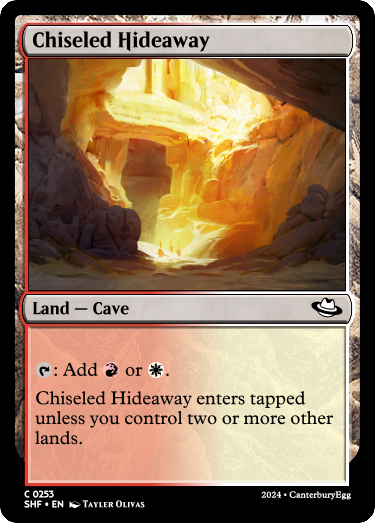 Chiseled Hideaway
Land — Cave
: Add or .
Chiseled Hideaway enters tapped
unless you control two or more other
lands.
C 0253
SHF • EN Tayler Olivas
2024 • CanterburyEgg